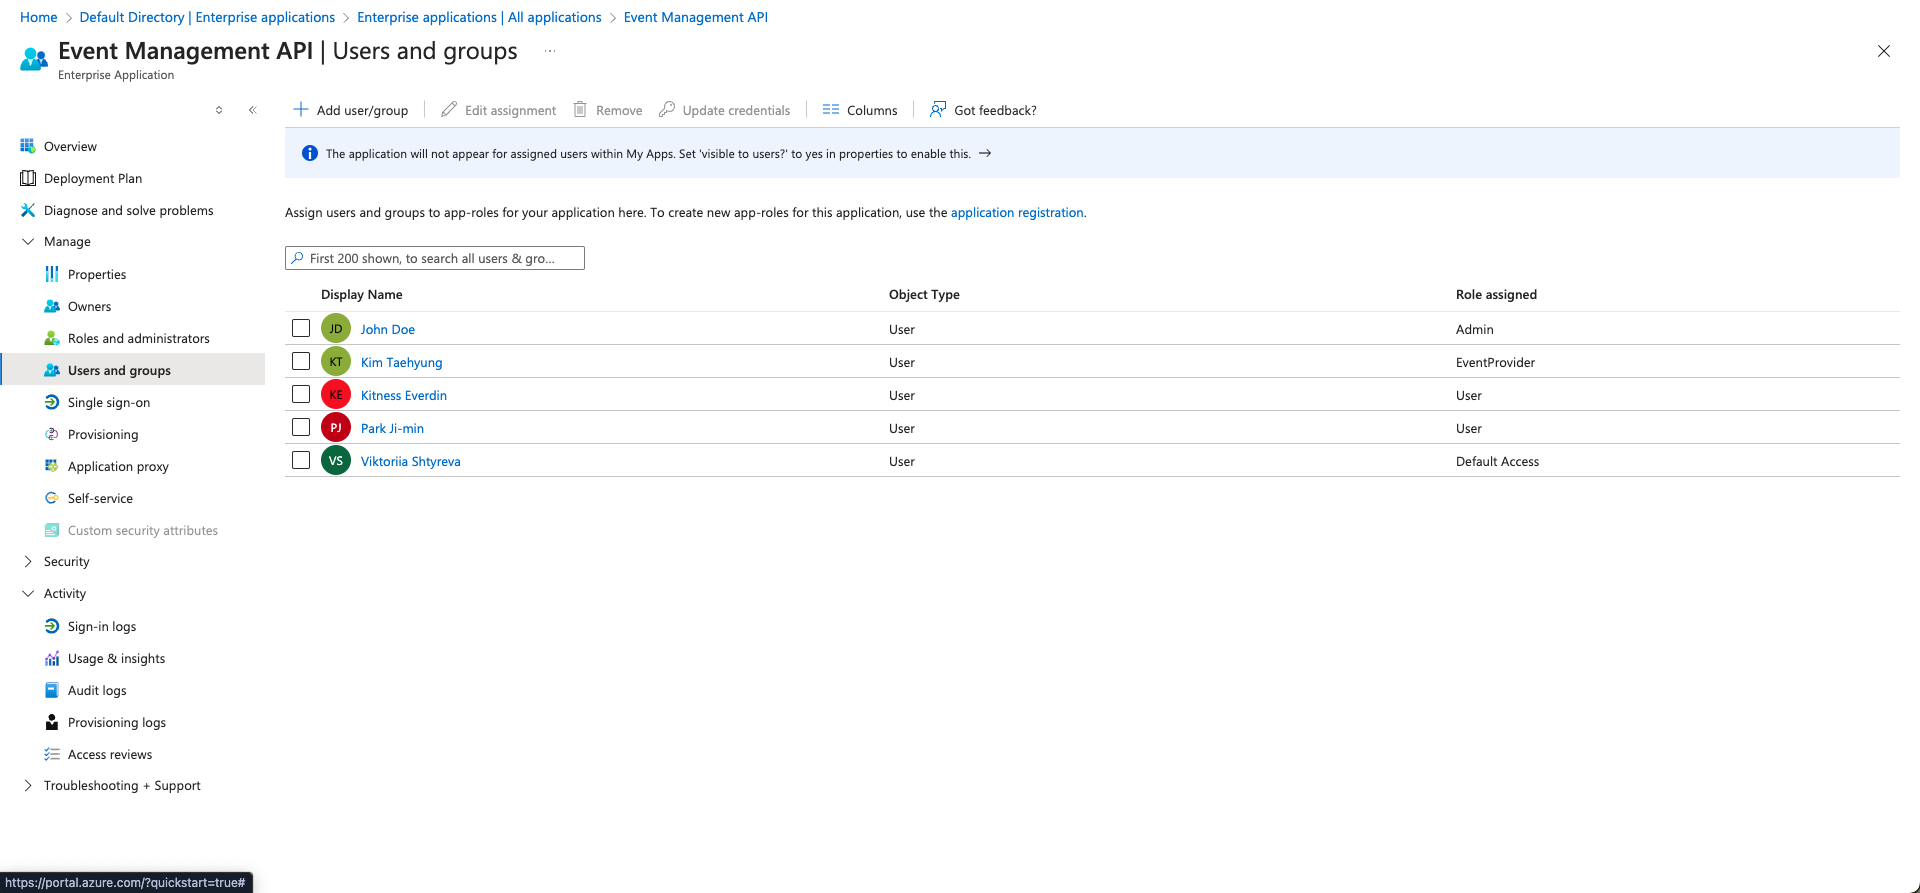 Home > Default Directory | Enterprise applications > Enterprise applications | All applications > Event Management API
Event Management API | Users and groups ...
Enterprise Application
Add user/group
Edit assignment
Remove
Update credentials
Columns
Got feedback?
The application will not appear for assigned users within My Apps. Set 'visible to users?' to yes in properties to enable this. →
Assign users and groups to app-roles for your application here. To create new app-roles for this application, use the application registration.
First 200 shown, to search all users & gro...
Overview
Deployment Plan
Diagnose and solve problems
Manage
Properties
Owners
Roles and administrators
Users and groups
Single sign-on
Provisioning
Application proxy
Self-service
Custom security attributes
Security
Activity
Sign-in logs
Usage & insights
Audit logs
Provisioning logs
Access reviews
Troubleshooting + Support
Display Name Object Type Role assigned
JD John Doe User Admin
KT Kim Taehyung User EventProvider
KE Kitness Everdin User User
PJ Park Ji-min User User
VS Viktoriia Shtyreva User Default Access
https://portal.azure.com/?quickstart=true#